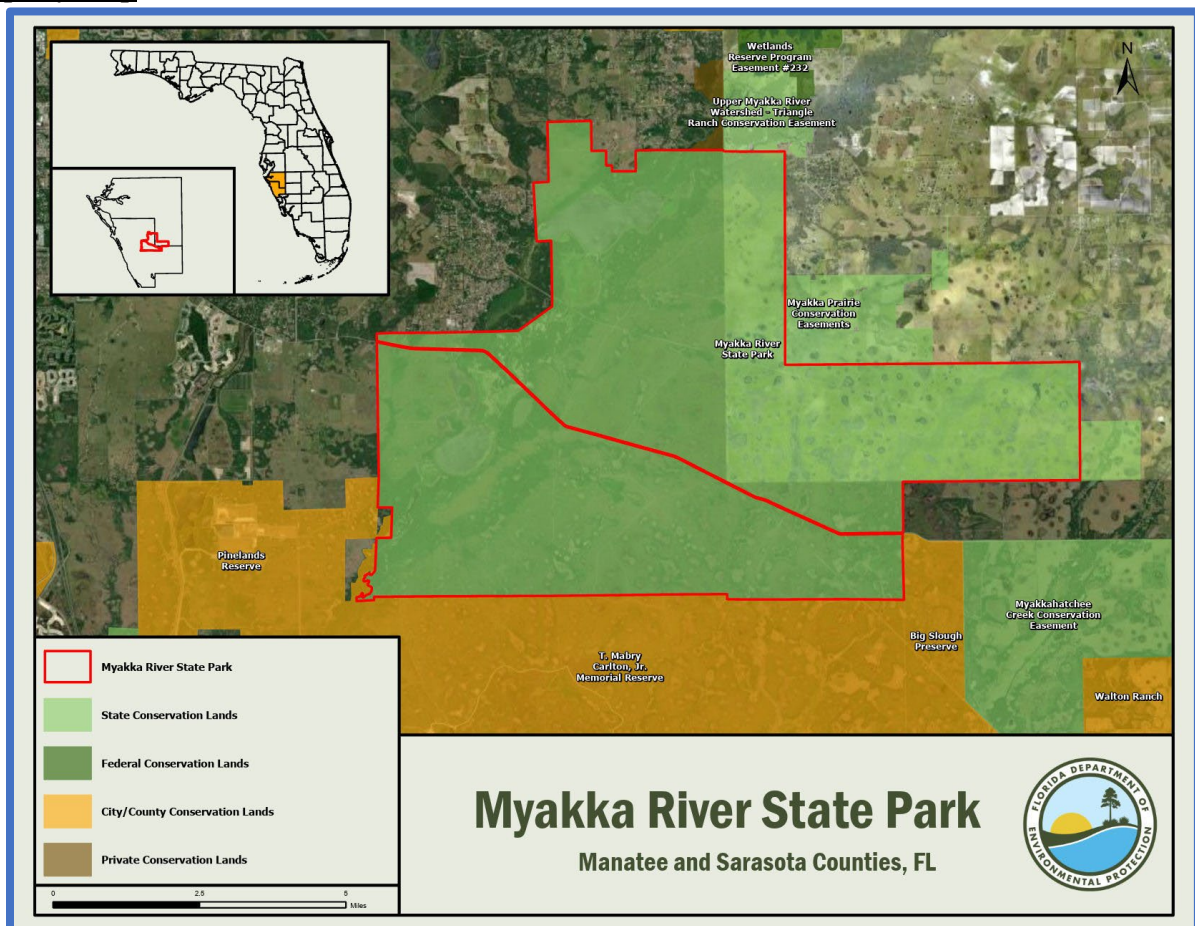 Wetlands
Reserve Program
Easement #232
N
Upper Myakka River
Watershed - Triangle
Ranch Conservation Easement
Myakka Prairie
Conservation
Easements
Myakka River
State Park
Pinelands
Reserve
Myakkahatchee
Creek Conservation
Easement
Big Slough
Preserve
T. Mabry
Carlton, Jr.
Memorial Reserve
Walton Ranch
Myakka River State Park
State Conservation Lands
Federal Conservation Lands
City/County Conservation Lands
Private Conservation Lands
0 2.5 5
Miles
Myakka River State Park
Manatee and Sarasota Counties, FL
FLORIDA DEPARTMENT OF
ENVIRONMENTAL PROTECTION